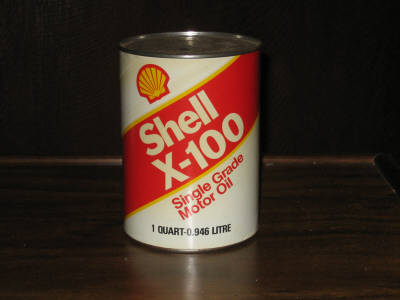 Shell
X-100
Single Grade
Motor Oil
1 QUART-0.946 LITRE